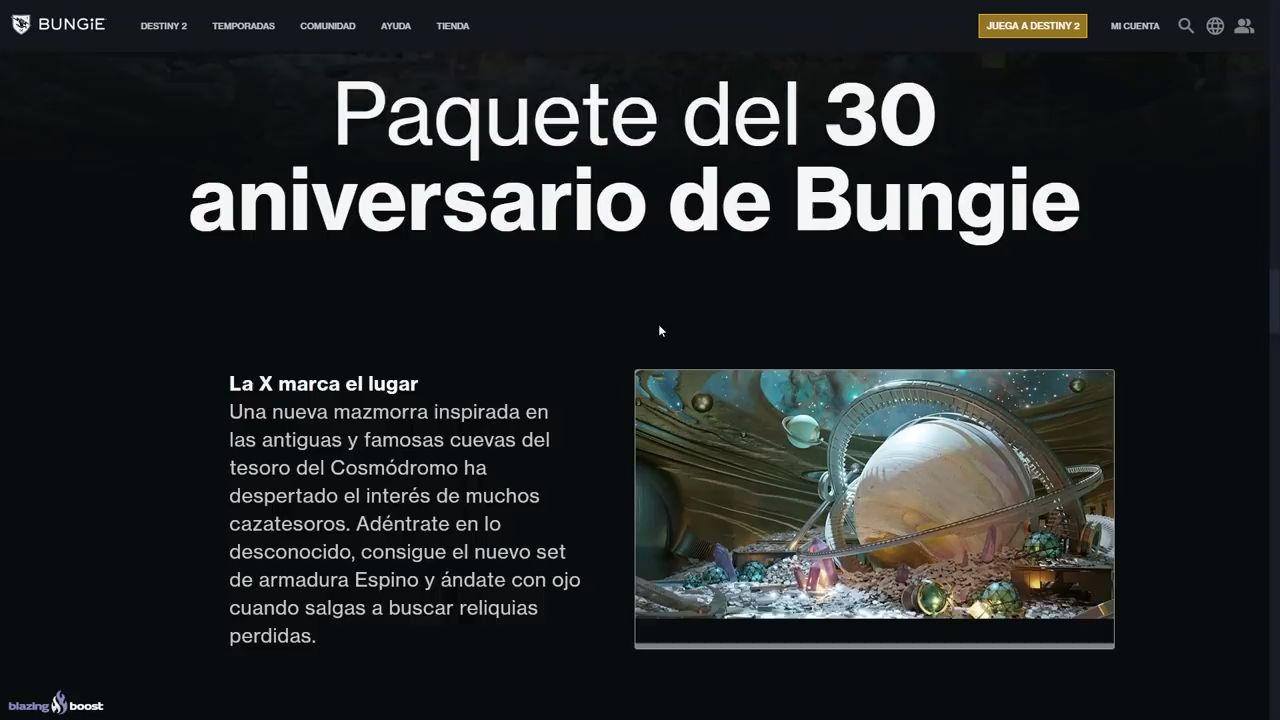 BUNGiE
DESTINY 2 TEMPORADAS COMUNIDAD AYUDA TIENDA JUEGA A DESTINY 2 MI CUENTA
Paquete del 30
aniversario de Bungie
La X marca el lugar
Una nueva mazmorra inspirada en
las antiguas y famosas cuevas del
tesoro del Cosmódromo ha
despertado el interés de muchos
cazatesoros. Adéntrate en lo
desconocido, consigue el nuevo set
de armadura Espino y ándate con ojo
cuando salgas a buscar reliquias
perdidas.
blazing boost